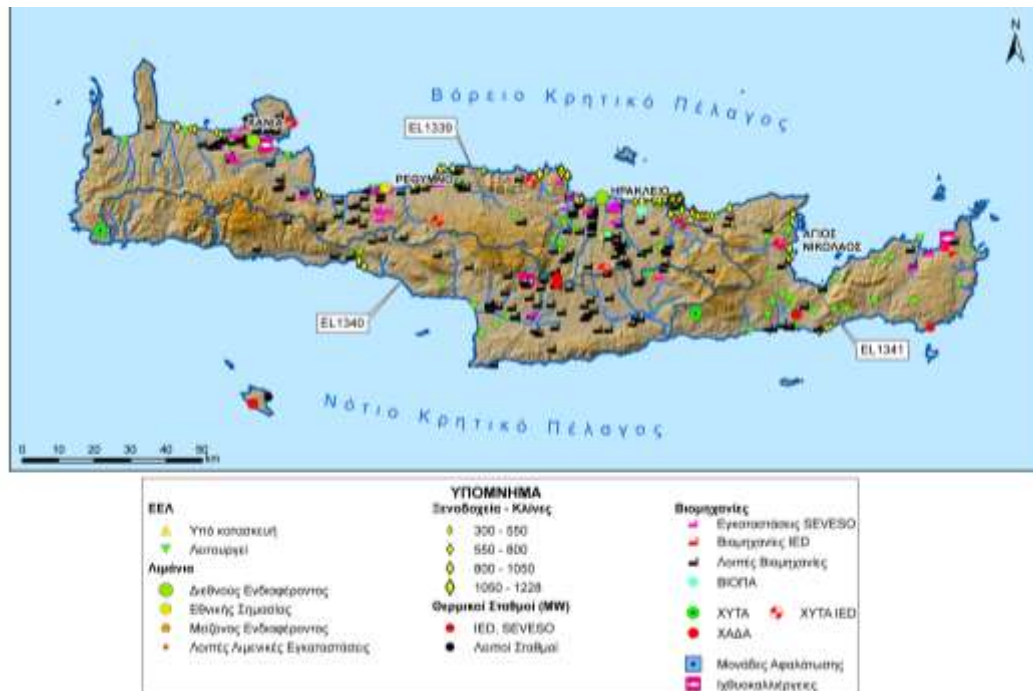 N
Βόρειο Κρητικό Πέλαγος
EL1339
ΧΑΝΙΑ
ΡΕΘΥΜΝΟ
ΗΡΑΚΛΕΙΟ
ΑΓΙΟΣ
ΝΙΚΟΛΑΟΣ
EL1340
EL1341
Νότιο Κρητικό Πέλαγος
0 10 20 30 40 50
km
ΥΠΟΜΝΗΜΑ
ΕΕΛ
Υπό κατασκευή
Λειτουργεί
Λιμάνια
Διεθνούς Ενδιαφέροντος
Εθνικής Σημασίας
Μείζονος Ενδιαφέροντος
Λοιπές Λιμενικές Εγκαταστάσεις
Ξενοδοχεία - Κλίνες
300 - 550
550 - 800
800 - 1050
1050 - 1228
Θερμικοί Σταθμοί (MW)
IED, SEVESO
Λοιποί Σταθμοί
Βιομηχανίες
Εγκαταστάσεις SEVESO
Βιομηχανίες IED
Λοιπές Βιομηχανίες
ΒΙΟΠΑ
ΧΥΤΑ
ΧΥΤΑ IED
ΧΑΔΑ
Μονάδες Αφαλάτωσης
Ιχθυοκαλλιέργειες